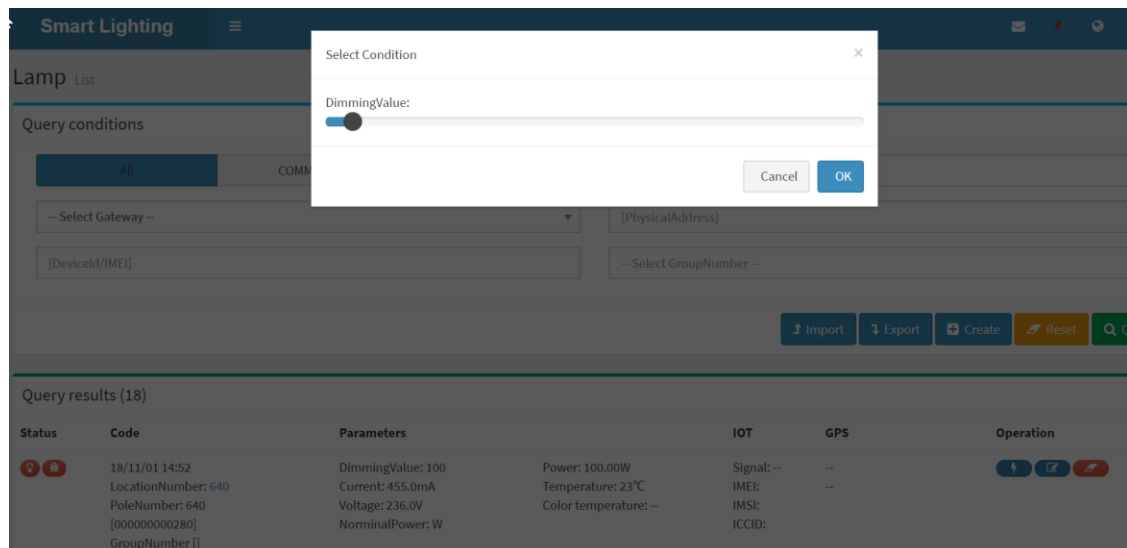 Smart Lighting
Select Condition ×
Lamp List
DimmingValue:
Query conditions
All
Cancel OK
-- Select Gateway -- [PhysicalAddress]
[DeviceId/IMEI] -- Select GroupNumber --
Import Export Create Reset
Query results (18)
Status Code Parameters IOT GPS Operation
18/11/01 14:52 DimmingValue: 100 Power: 100.00W Signal: -- --
LocationNumber: 640 Current: 455.0mA Temperature: 23℃ IMEI: --
PoleNumber: 640 Voltage: 236.0V Color temperature: -- IMSI:
[000000000280] NorminalPower: W ICCID:
GroupNumber []